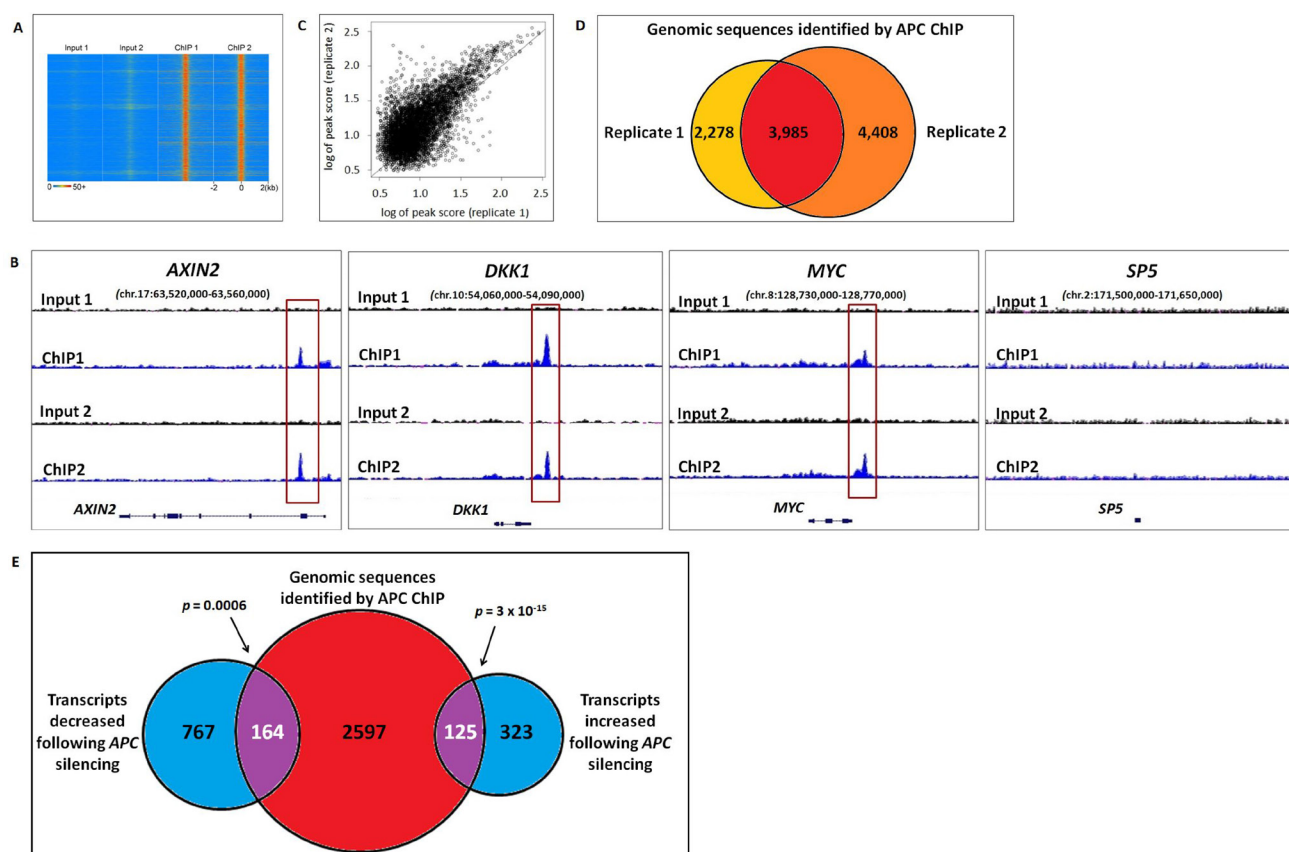 A
Input 1 Input 2 ChIP 1 ChIP 2
0 50+ -2 0 2(kb)
C
log of peak score (replicate 2)
2.5
2.0
1.5
1.0
0.5
0.5 1.0 1.5 2.0 2.5
log of peak score (replicate 1)
D
Genomic sequences identified by APC ChIP
Replicate 1 2,278 3,985 4,408 Replicate 2
B
AXIN2
(chr.17:63,520,000-63,560,000)
Input 1
ChIP1
Input 2
ChIP2
AXIN2
DKK1
(chr.10:54,060,000-54,090,000)
Input 1
ChIP1
Input 2
ChIP2
DKK1
MYC
(chr.8:128,730,000-128,770,000)
Input 1
ChIP1
Input 2
ChIP2
MYC
SP5
(chr.2:171,500,000-171,650,000)
Input 1
ChIP1
Input 2
ChIP2
SP5
E
Genomic sequences
identified by APC ChIP
p = 0.0006
p = 3 x 10⁻¹⁵
Transcripts
decreased
following APC
silencing
767 164 2597 125 323
Transcripts
increased
following APC
silencing